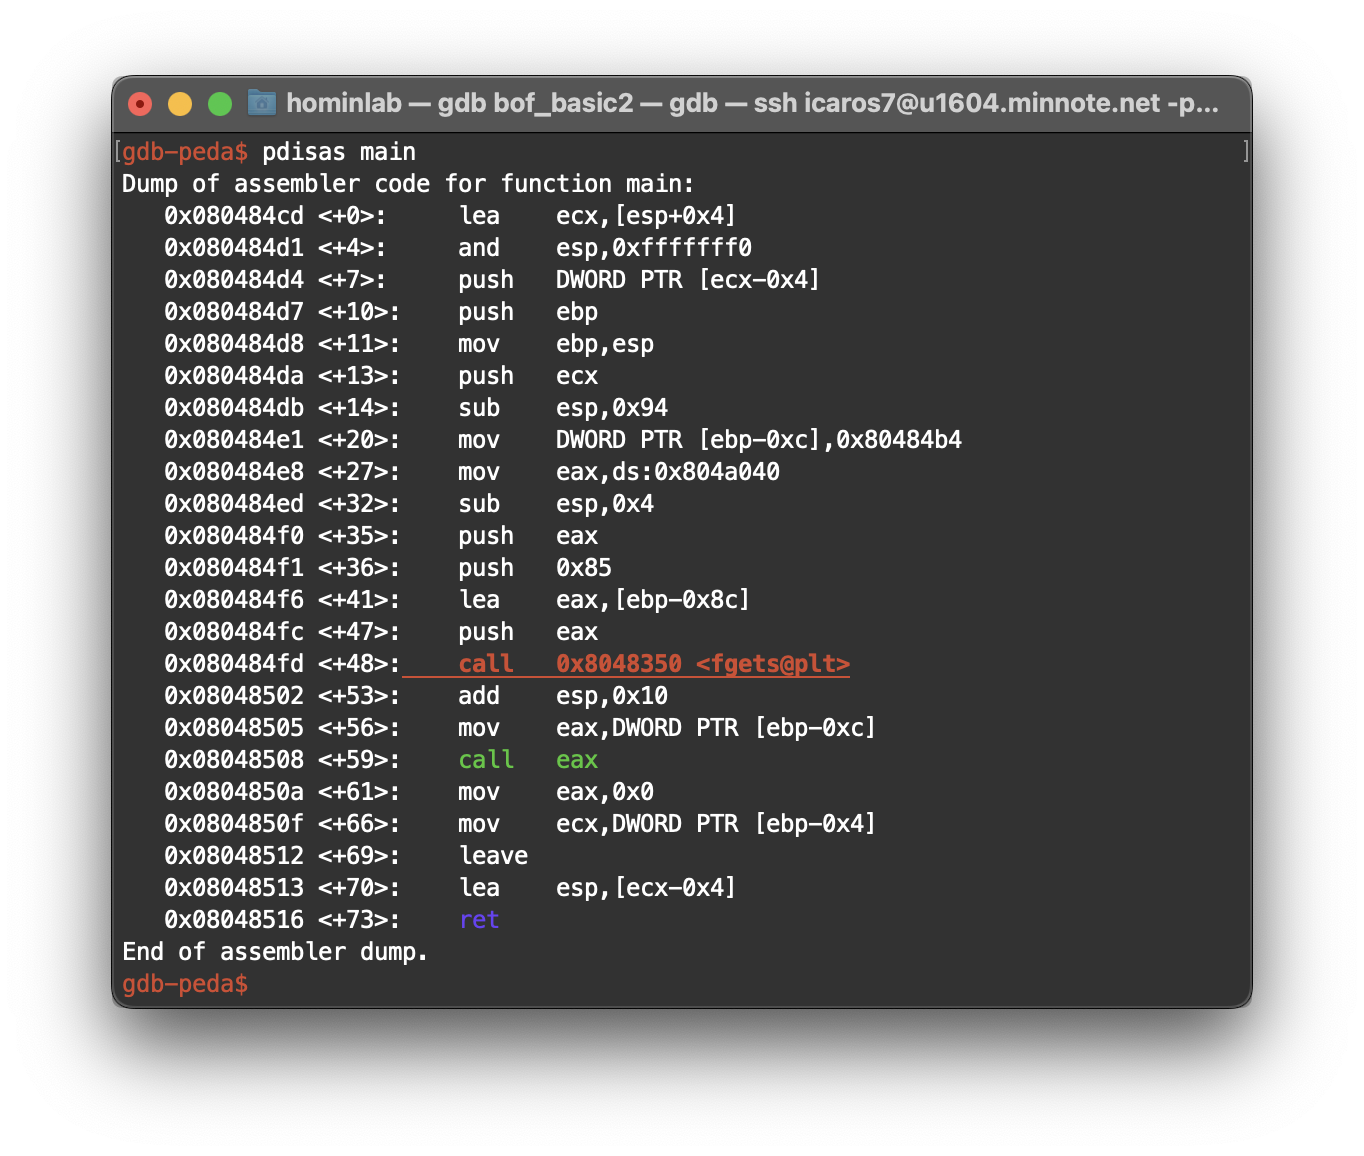 hominlab — gdb bof_basic2 — gdb — ssh icaros7@u1604.minnote.net -p...
[gdb-peda$ pdisas main ]
Dump of assembler code for function main:
   0x080484cd <+0>:     lea    ecx,[esp+0x4]
   0x080484d1 <+4>:     and    esp,0xfffffff0
   0x080484d4 <+7>:     push   DWORD PTR [ecx-0x4]
   0x080484d7 <+10>:    push   ebp
   0x080484d8 <+11>:    mov    ebp,esp
   0x080484da <+13>:    push   ecx
   0x080484db <+14>:    sub    esp,0x94
   0x080484e1 <+20>:    mov    DWORD PTR [ebp-0xc],0x80484b4
   0x080484e8 <+27>:    mov    eax,ds:0x804a040
   0x080484ed <+32>:    sub    esp,0x4
   0x080484f0 <+35>:    push   eax
   0x080484f1 <+36>:    push   0x85
   0x080484f6 <+41>:    lea    eax,[ebp-0x8c]
   0x080484fc <+47>:    push   eax
   0x080484fd <+48>:    call   0x8048350 <fgets@plt>
   0x08048502 <+53>:    add    esp,0x10
   0x08048505 <+56>:    mov    eax,DWORD PTR [ebp-0xc]
   0x08048508 <+59>:    call   eax
   0x0804850a <+61>:    mov    eax,0x0
   0x0804850f <+66>:    mov    ecx,DWORD PTR [ebp-0x4]
   0x08048512 <+69>:    leave
   0x08048513 <+70>:    lea    esp,[ecx-0x4]
   0x08048516 <+73>:    ret
End of assembler dump.
gdb-peda$